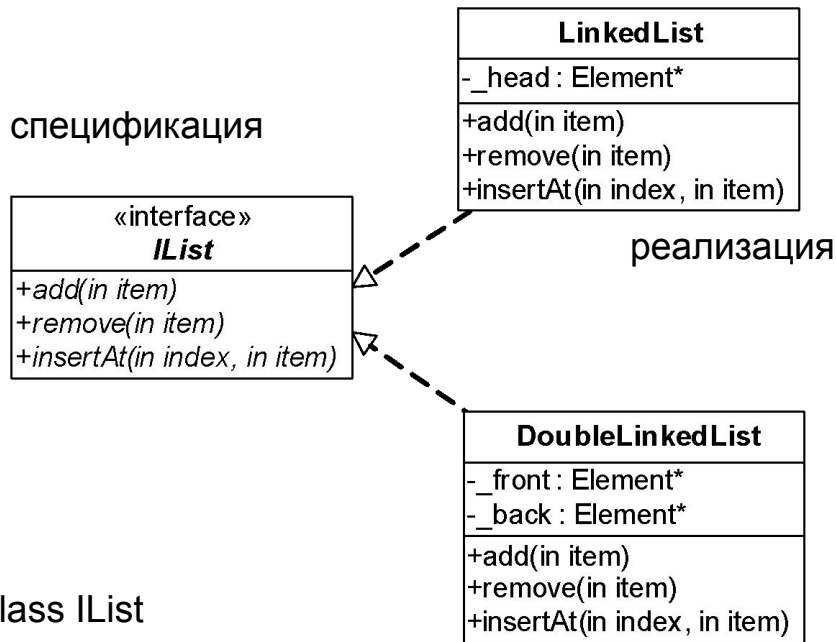 LinkedList
-_head : Element*
+add(in item)
+remove(in item)
+insertAt(in index, in item)
спецификация
«interface»
IList
+add(in item)
+remove(in item)
+insertAt(in index, in item)
реализация
DoubleLinkedList
-_front : Element*
-_back : Element*
+add(in item)
+remove(in item)
+insertAt(in index, in item)
lass IList